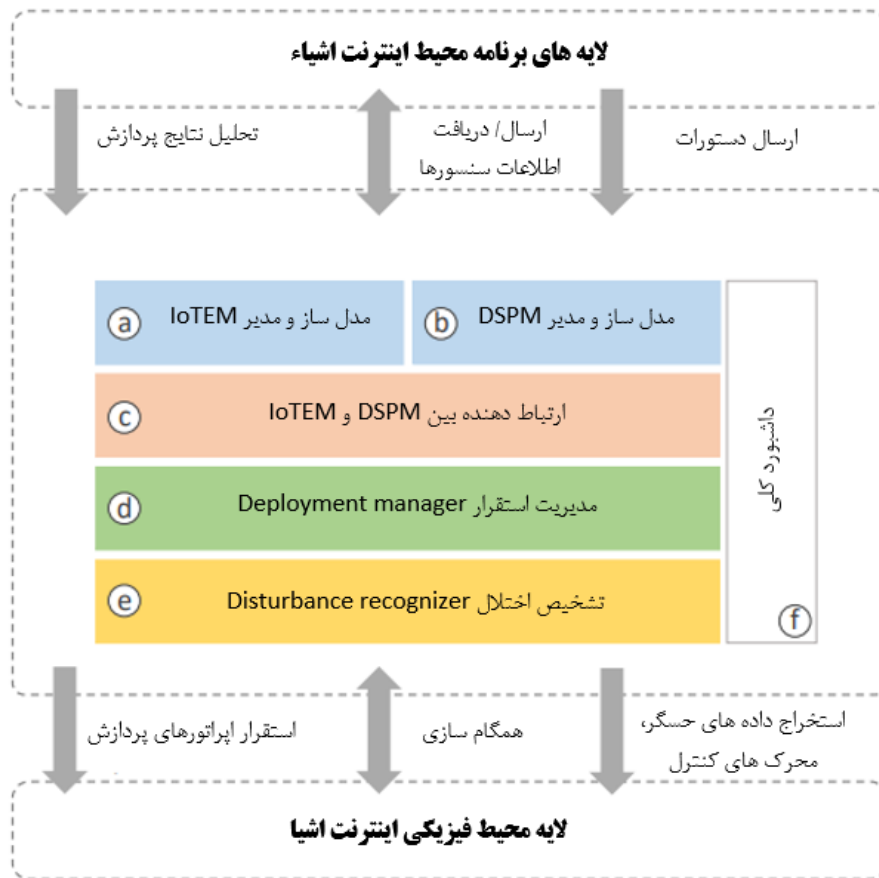 لایه های برنامه محیط اینترنت اشیاء
ارسال دستورات
ارسال/ دریافت
اطلاعات سنسورها
تحلیل نتایج پردازش
مدل ساز و مدیر DSPM
b
مدل ساز و مدیر IoTEM
a
ارتباط دهنده بین DSPM و IoTEM
c
مدیریت استقرار Deployment manager
d
تشخیص اختلال Disturbance recognizer
e
داشبورد کلی
f
استخراج داده های حسگر،
محرک های کنترل
همگام سازی
استقرار اپراتورهای پردازش
لایه محیط فیزیکی اینترنت اشیا